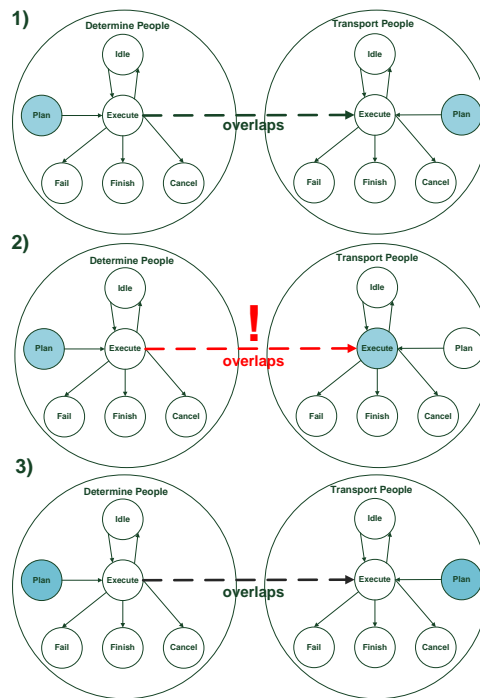 1)
Determine People
Transport People
Idle
Idle
Plan
Execute
overlaps
Execute
Plan
Fail
Finish
Cancel
Fail
Finish
Cancel
2)
Determine People
Transport People
Idle
Idle
!
Plan
Execute
overlaps
Execute
Plan
Fail
Finish
Cancel
Fail
Finish
Cancel
3)
Determine People
Transport People
Idle
Idle
Plan
Execute
overlaps
Execute
Plan
Fail
Finish
Cancel
Fail
Finish
Cancel